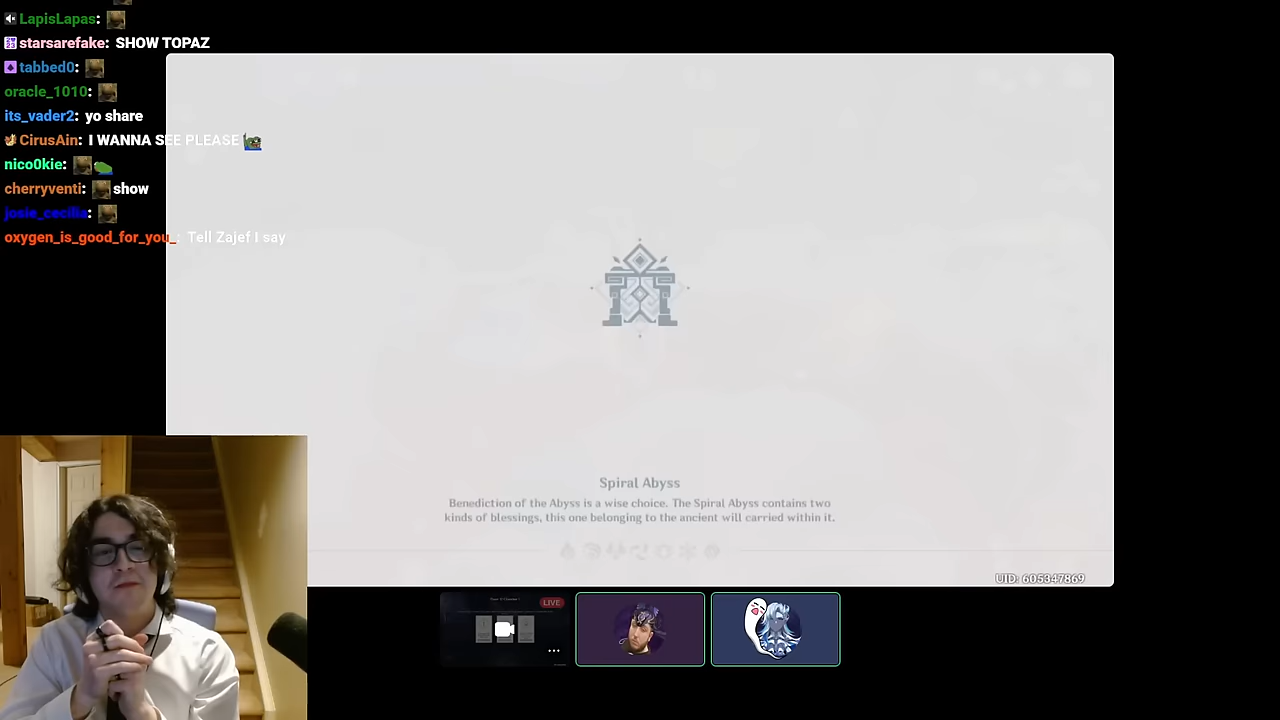 LapisLapas:
starsarefake: SHOW TOPAZ
tabbed0:
oracle_1010:
its_vader2: yo share
CirusAin: I WANNA SEE PLEASE
nico0kie:
cherryventi: show
josie_cecilia:
oxygen_is_good_for_you_: Tell Zajef I say
Spiral Abyss
Benediction of the Abyss is a wise choice. The Spiral Abyss contains two
kinds of blessings, this one belonging to the ancient will carried within it.
UID: 605347869
LIVE